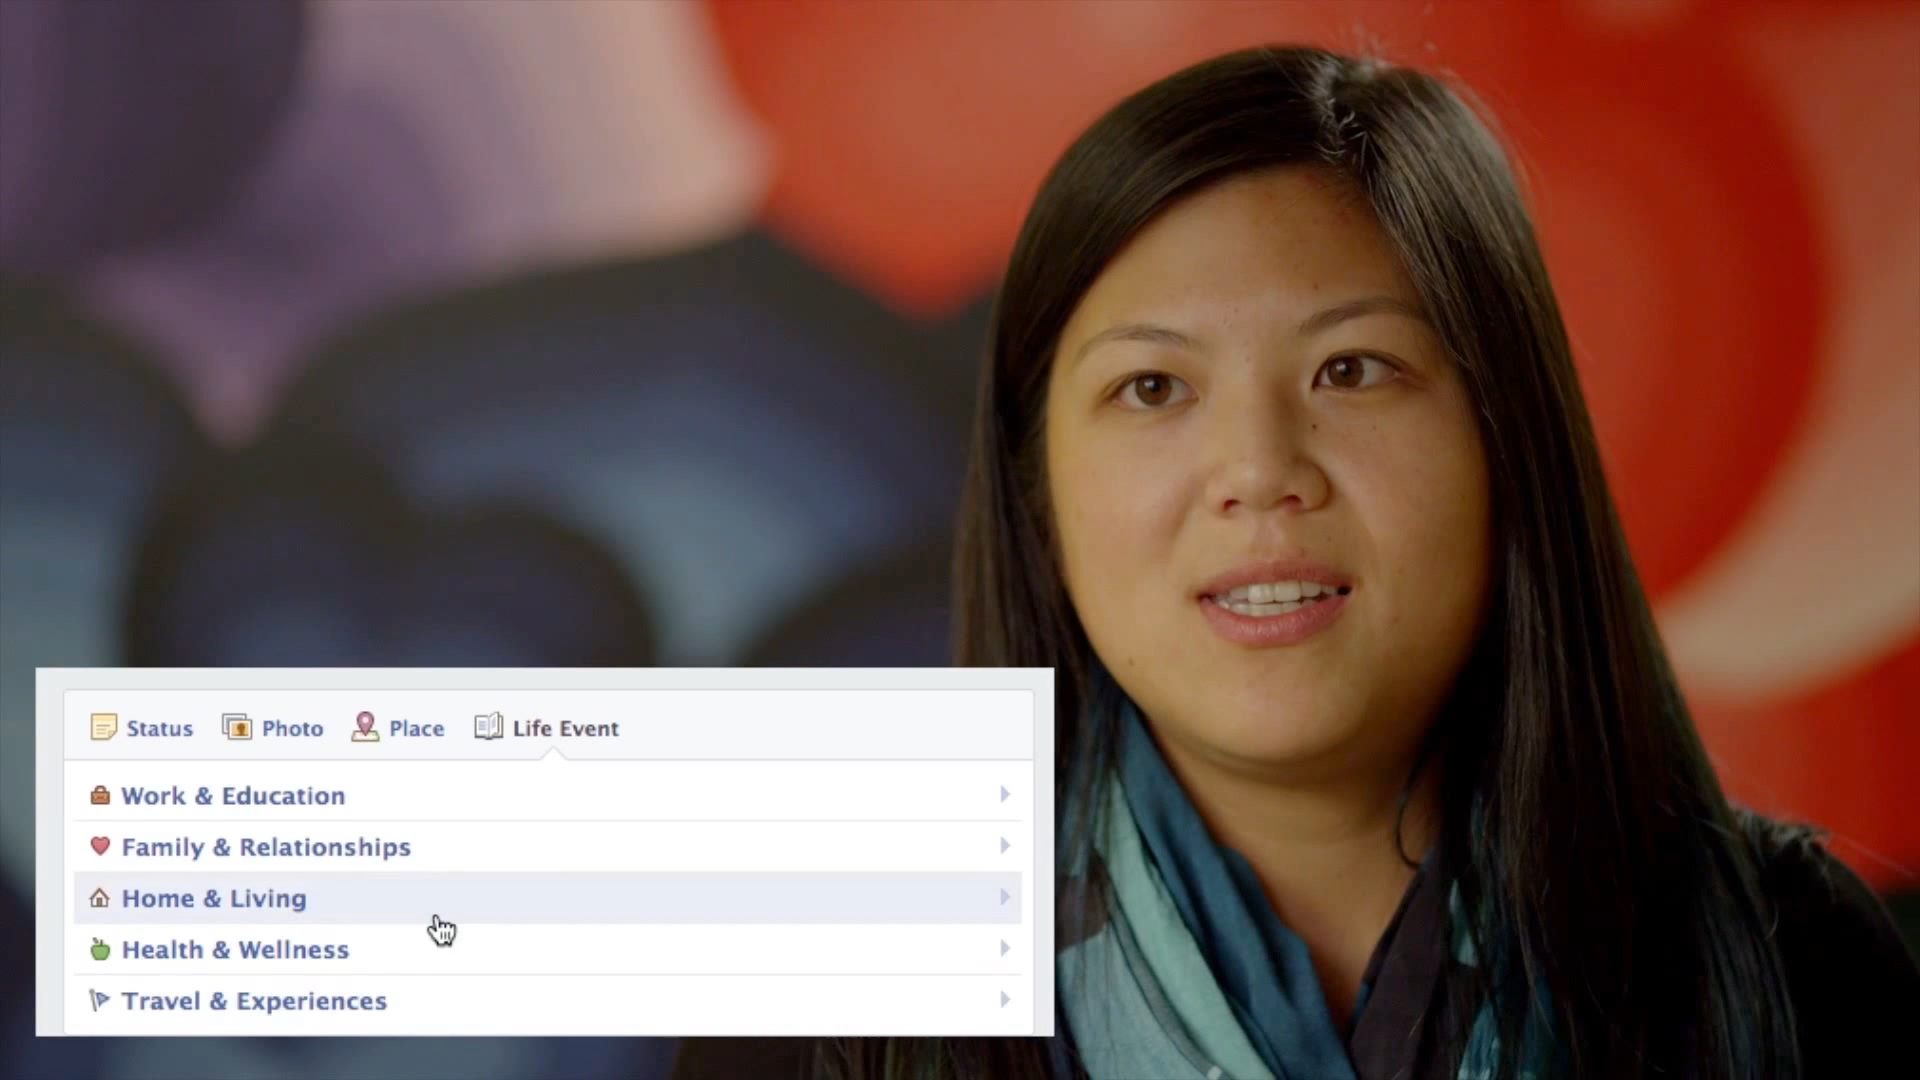 Status Photo Place Life Event
Work & Education
Family & Relationships
Home & Living
Health & Wellness
Travel & Experiences